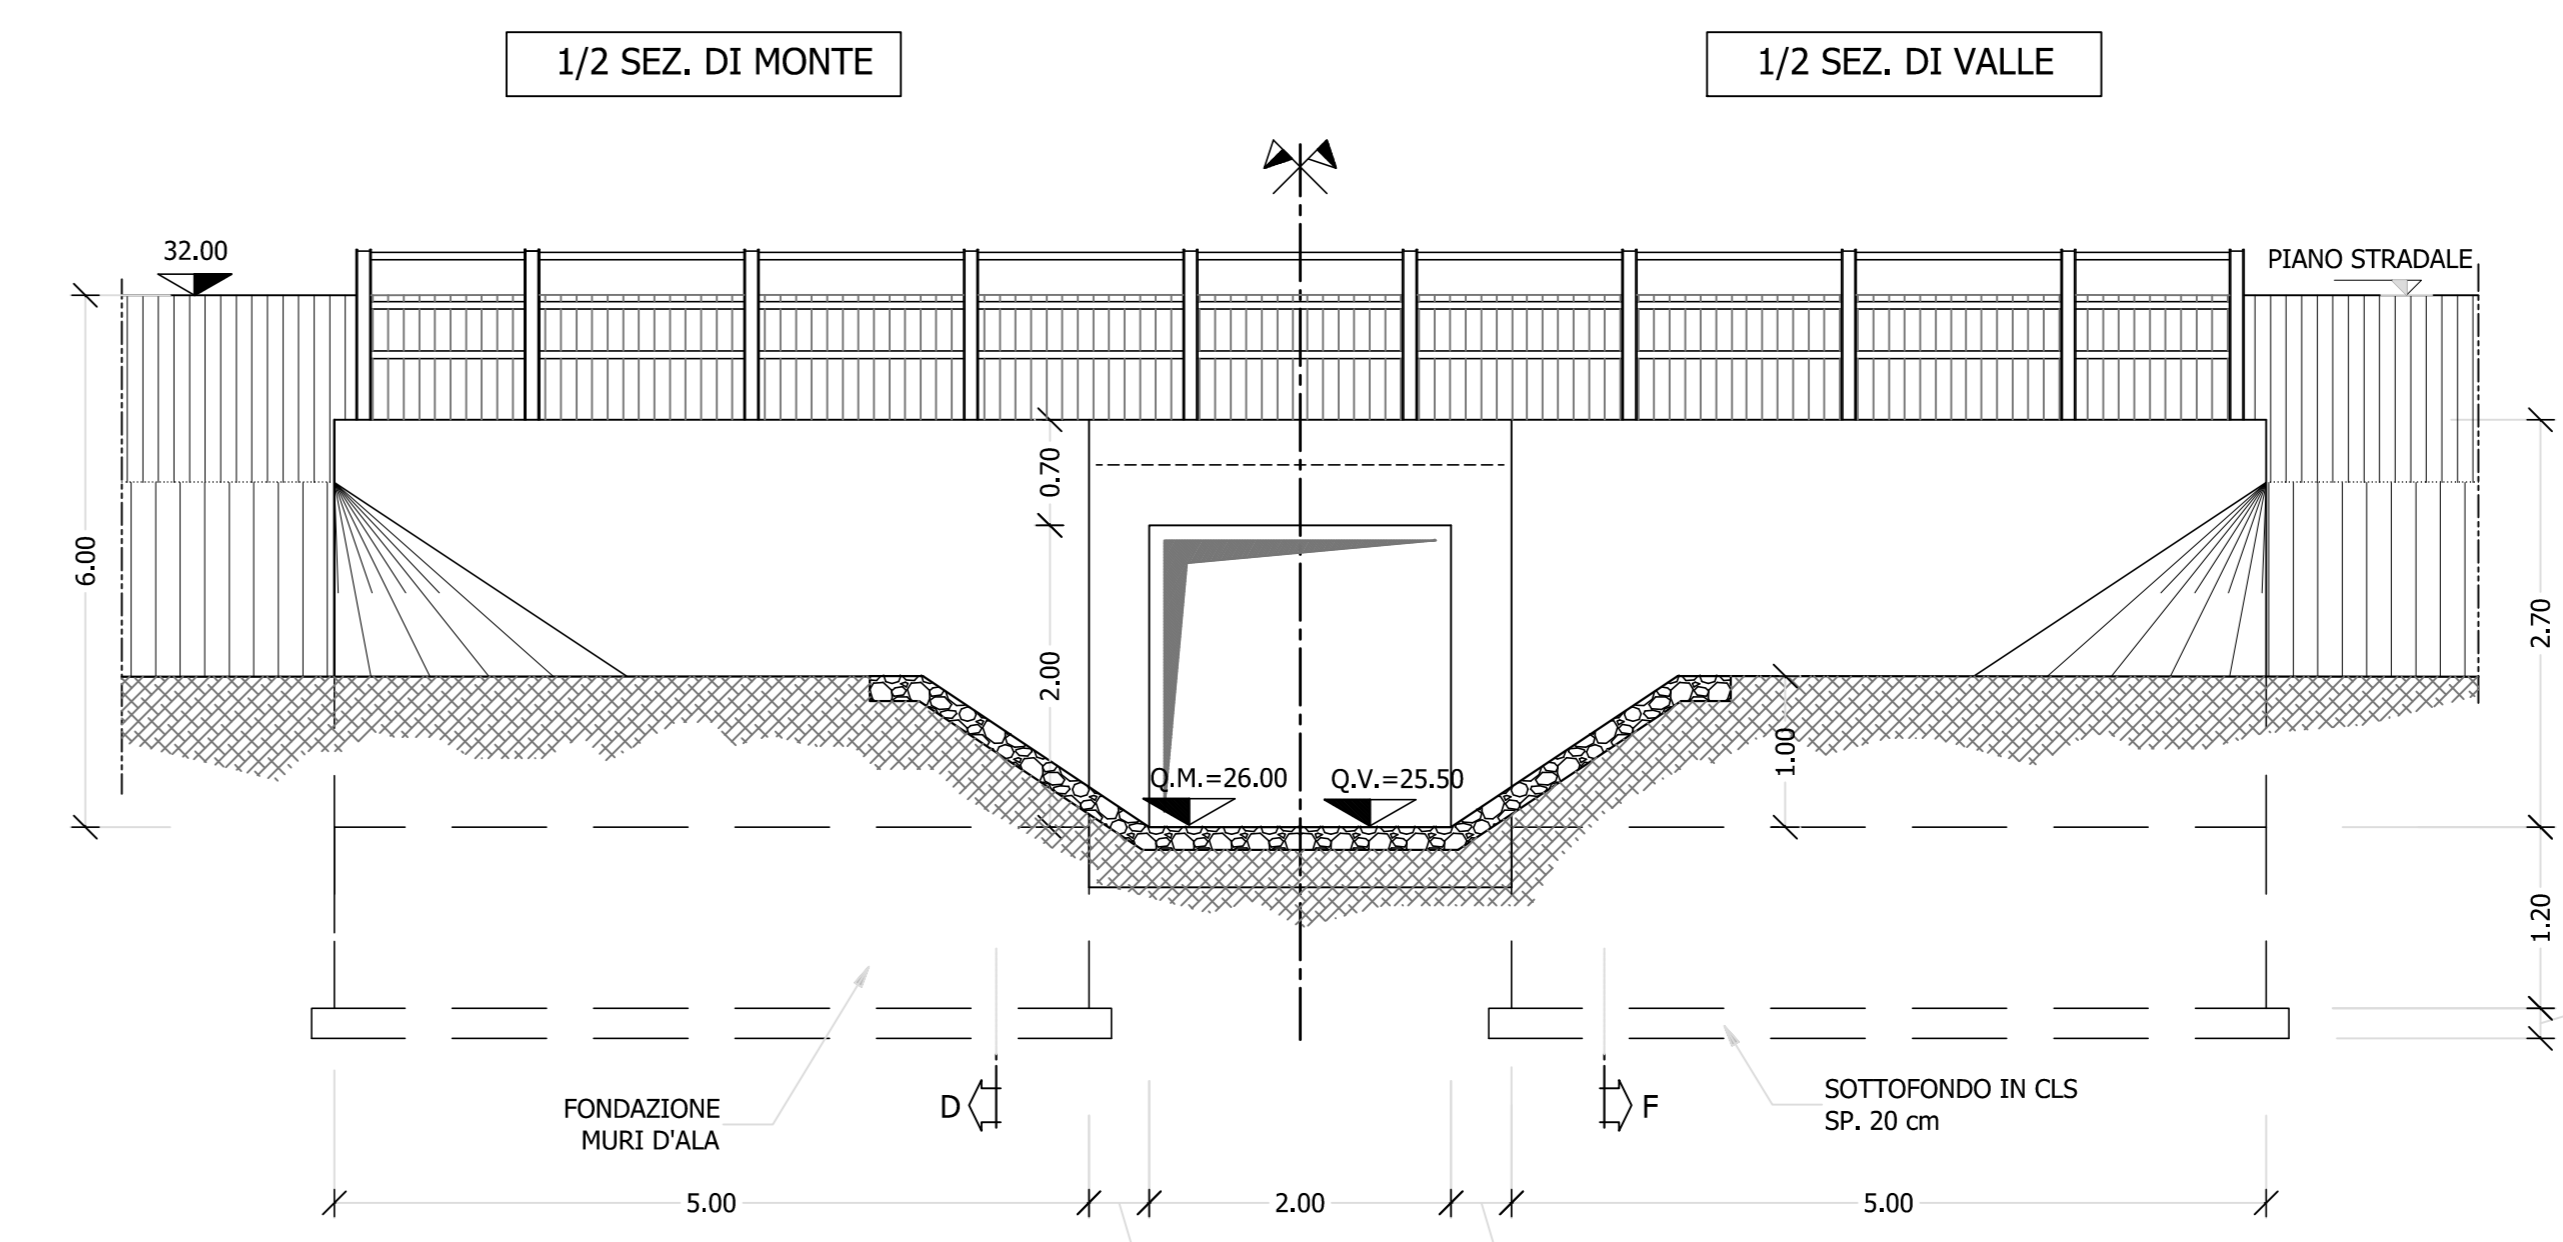 1/2 SEZ. DI MONTE
1/2 SEZ. DI VALLE
32.00
PIANO STRADALE
0.70
6.00
2.00
2.70
1.00
Q.M.=26.00
Q.V.=25.50
1.20
FONDAZIONE
MURI D'ALA
D
F
SOTTOFONDO IN CLS
SP. 20 cm
5.00
2.00
5.00